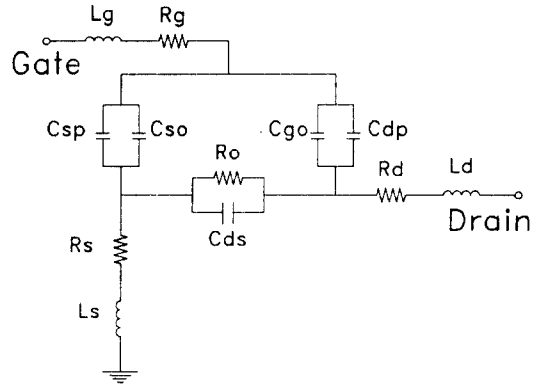 Lg
Rg
Gate
Csp
Cso
Cgo
Cdp
Ro
Rd
Ld
Drain
Cds
Rs
Ls